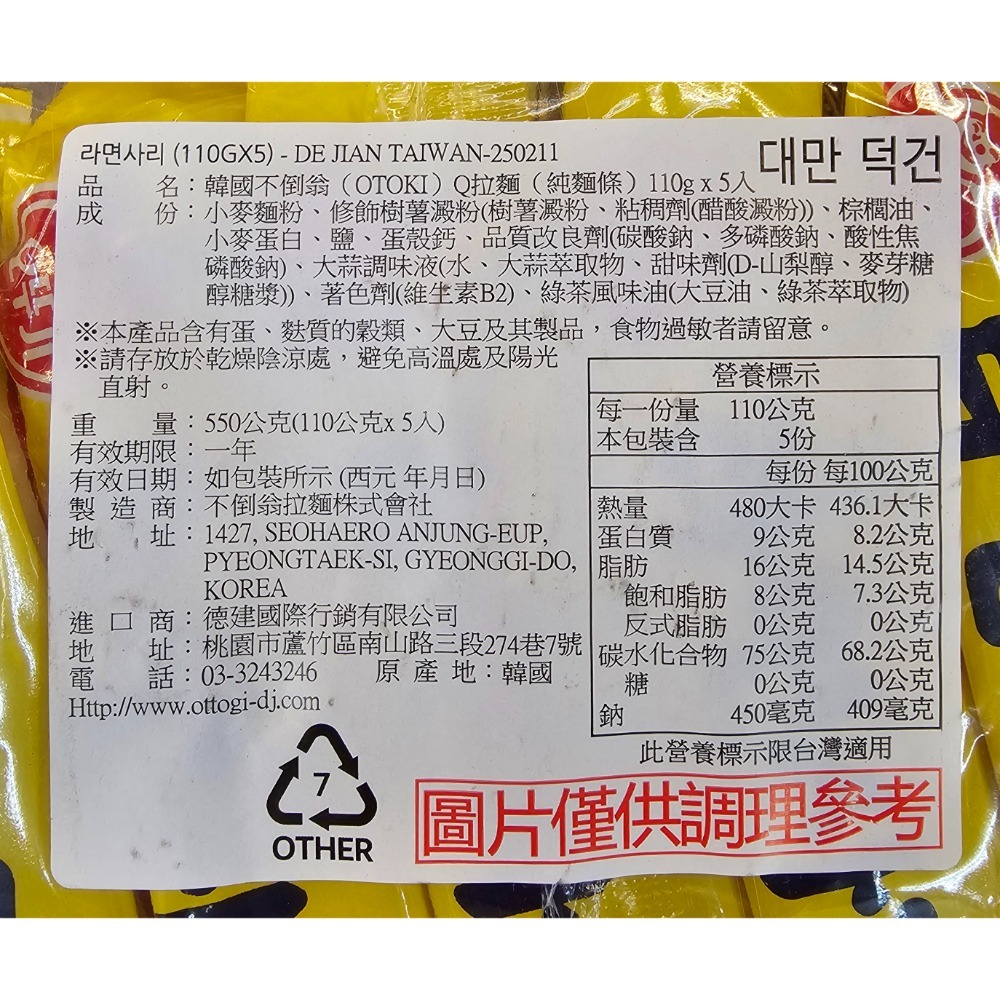 라면사리 (110GX5) - DE JIAN TAIWAN-250211
대만 덕건
品名：韓國不倒翁（OTOKI）Q拉麵（純麵條）110g x 5入
成份：小麥麵粉、修飾樹薯澱粉(樹薯澱粉、粘稠劑(醋酸澱粉))、棕櫚油、
小麥蛋白、鹽、蛋殼鈣、品質改良劑(碳酸鈉、多磷酸鈉、酸性焦
磷酸鈉)、大蒜調味液(水、大蒜萃取物、甜味劑(D-山梨醇、麥芽糖
醇糖漿))、著色劑(維生素B2)、綠茶風味油(大豆油、綠茶萃取物)
※本產品含有蛋、麩質的穀類、大豆及其製品，食物過敏者請留意。
※請存放於乾燥陰涼處，避免高溫處及陽光
直射。
重量：550公克(110公克x 5入)
有效期限：一年
有效日期：如包裝所示 (西元 年月日)
製造商：不倒翁拉麵株式會社
地址：1427, SEOHAERO ANJUNG-EUP,
PYEONGTAEK-SI, GYEONGGI-DO,
KOREA
進口商：德建國際行銷有限公司
地址：桃園市蘆竹區南山路三段274巷7號
電話：03-3243246 原產地：韓國
Http://www.ottogi-dj.com
營養標示
每一份量 110公克
本包裝含 5份
每份 每100公克
熱量 480大卡 436.1大卡
蛋白質 9公克 8.2公克
脂肪 16公克 14.5公克
飽和脂肪 8公克 7.3公克
反式脂肪 0公克 0公克
碳水化合物 75公克 68.2公克
糖 0公克 0公克
鈉 450毫克 409毫克
此營養標示限台灣適用
7
OTHER
圖片僅供調理參考